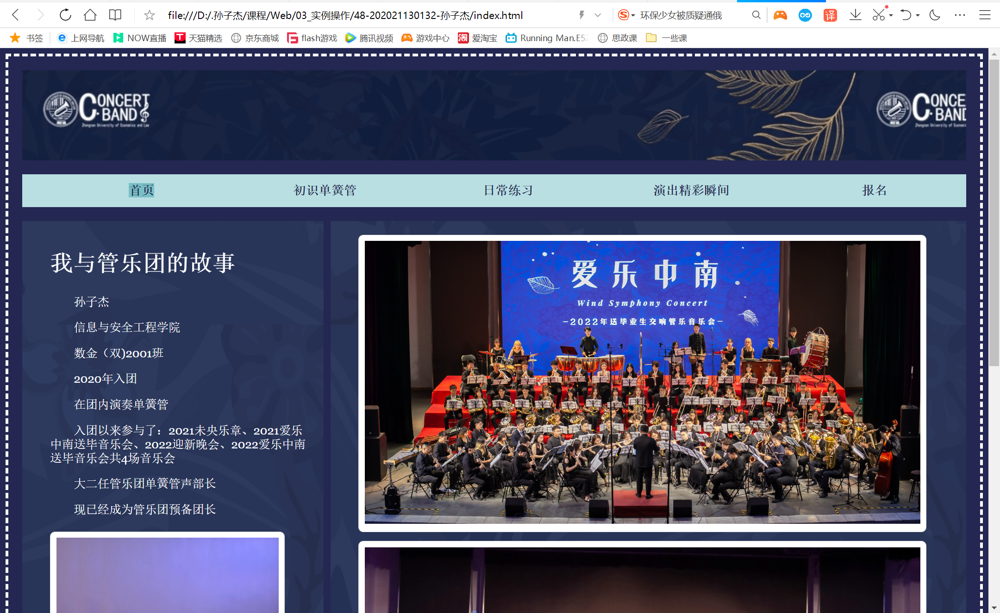 file:///D:/.孙子杰/课程/Web/03_实例操作/48-202021130132-孙子杰/index.html
环保少女被质疑通俄
译
书签
上网导航
NOW直播
天猫精选
京东商城
flash游戏
腾讯视频
游戏中心
淘
爱淘宝
Running Man.E52
思政课
一些课
CONCERT
BAND
Zhongnan University of Economics and Law
CONCE
BAND
Zhongnan University of Economic
首页
初识单簧管
日常练习
演出精彩瞬间
报名
我与管乐团的故事
孙子杰
信息与安全工程学院
数金（双)2001班
2020年入团
在团内演奏单簧管
入团以来参与了：2021未央乐章、2021爱乐
中南送毕音乐会、2022迎新晚会、2022爱乐中南
送毕音乐会共4场音乐会
大二任管乐团单簧管声部长
现已经成为管乐团预备团长
爱乐中南
Wind Symphony Concert
－2022年送毕业生交响管乐音乐会－